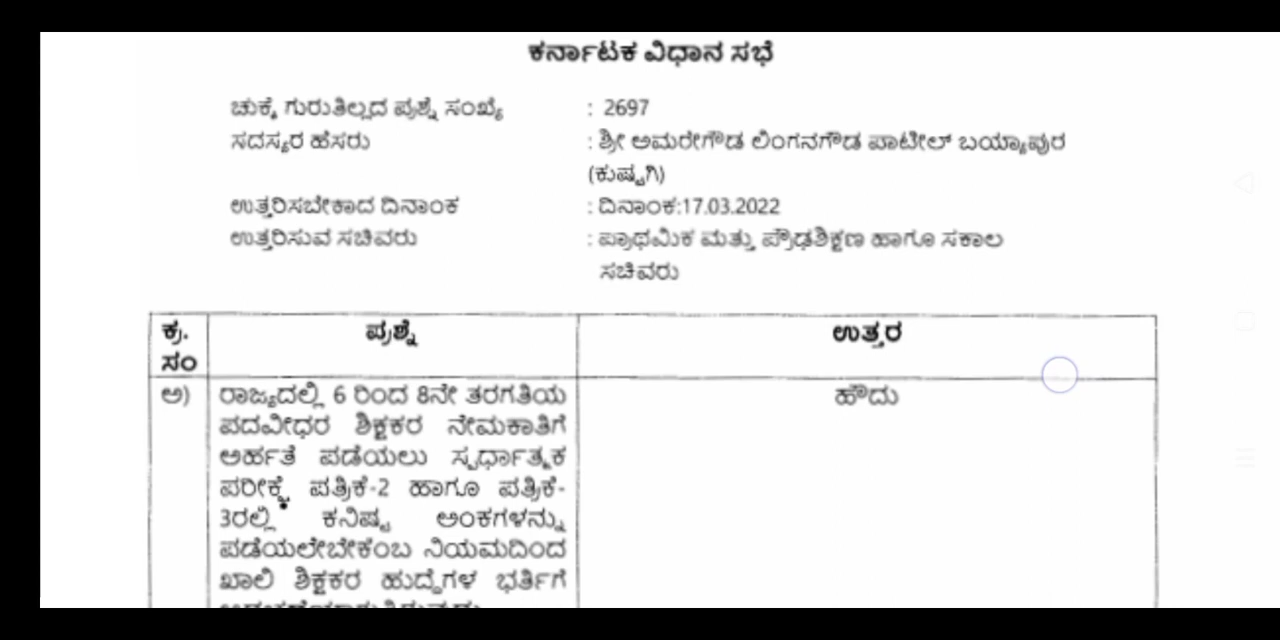 ಕರ್ನಾಟಕ ವಿಧಾನ ಸಭೆ
ಚುಕ್ಕೆ ಗುರುತಿಲ್ಲದ ಪ್ರಶ್ನೆ ಸಂಖ್ಯೆ : 2697
ಸದಸ್ಯರ ಹೆಸರು : ಶ್ರೀ ಅಮರೇಗೌಡ ಲಿಂಗನಗೌಡ ಪಾಟೀಲ್ ಬಯ್ಯಾಪುರ
(ಕುಷ್ಟಗಿ)
ಉತ್ತರಿಸಬೇಕಾದ ದಿನಾಂಕ : ದಿನಾಂಕ:17.03.2022
ಉತ್ತರಿಸುವ ಸಚಿವರು : ಪ್ರಾಥಮಿಕ ಮತ್ತು ಪ್ರೌಢಶಿಕ್ಷಣ ಹಾಗೂ ಸಕಾಲ
ಸಚಿವರು
ಕ್ರ. ಪ್ರಶ್ನೆ ಉತ್ತರ
ಸಂ
ಅ) ರಾಜ್ಯದಲ್ಲಿ 6 ರಿಂದ 8ನೇ ತರಗತಿಯ ಹೌದು
ಪದವೀಧರ ಶಿಕ್ಷಕರ ನೇಮಕಾತಿಗೆ
ಅರ್ಹತೆ ಪಡೆಯಲು ಸ್ಪರ್ಧಾತ್ಮಕ
ಪರೀಕ್ಷೆ ಪತ್ರಿಕೆ-2 ಹಾಗೂ ಪತ್ರಿಕೆ-
3ರಲ್ಲಿ ಕನಿಷ್ಟ ಅಂಕಗಳನ್ನು
ಪಡೆಯಲೇಬೇಕೆಂಬ ನಿಯಮದಿಂದ
ಖಾಲಿ ಶಿಕ್ಷಕರ ಹುದ್ದೆಗಳ ಭರ್ತಿಗೆ